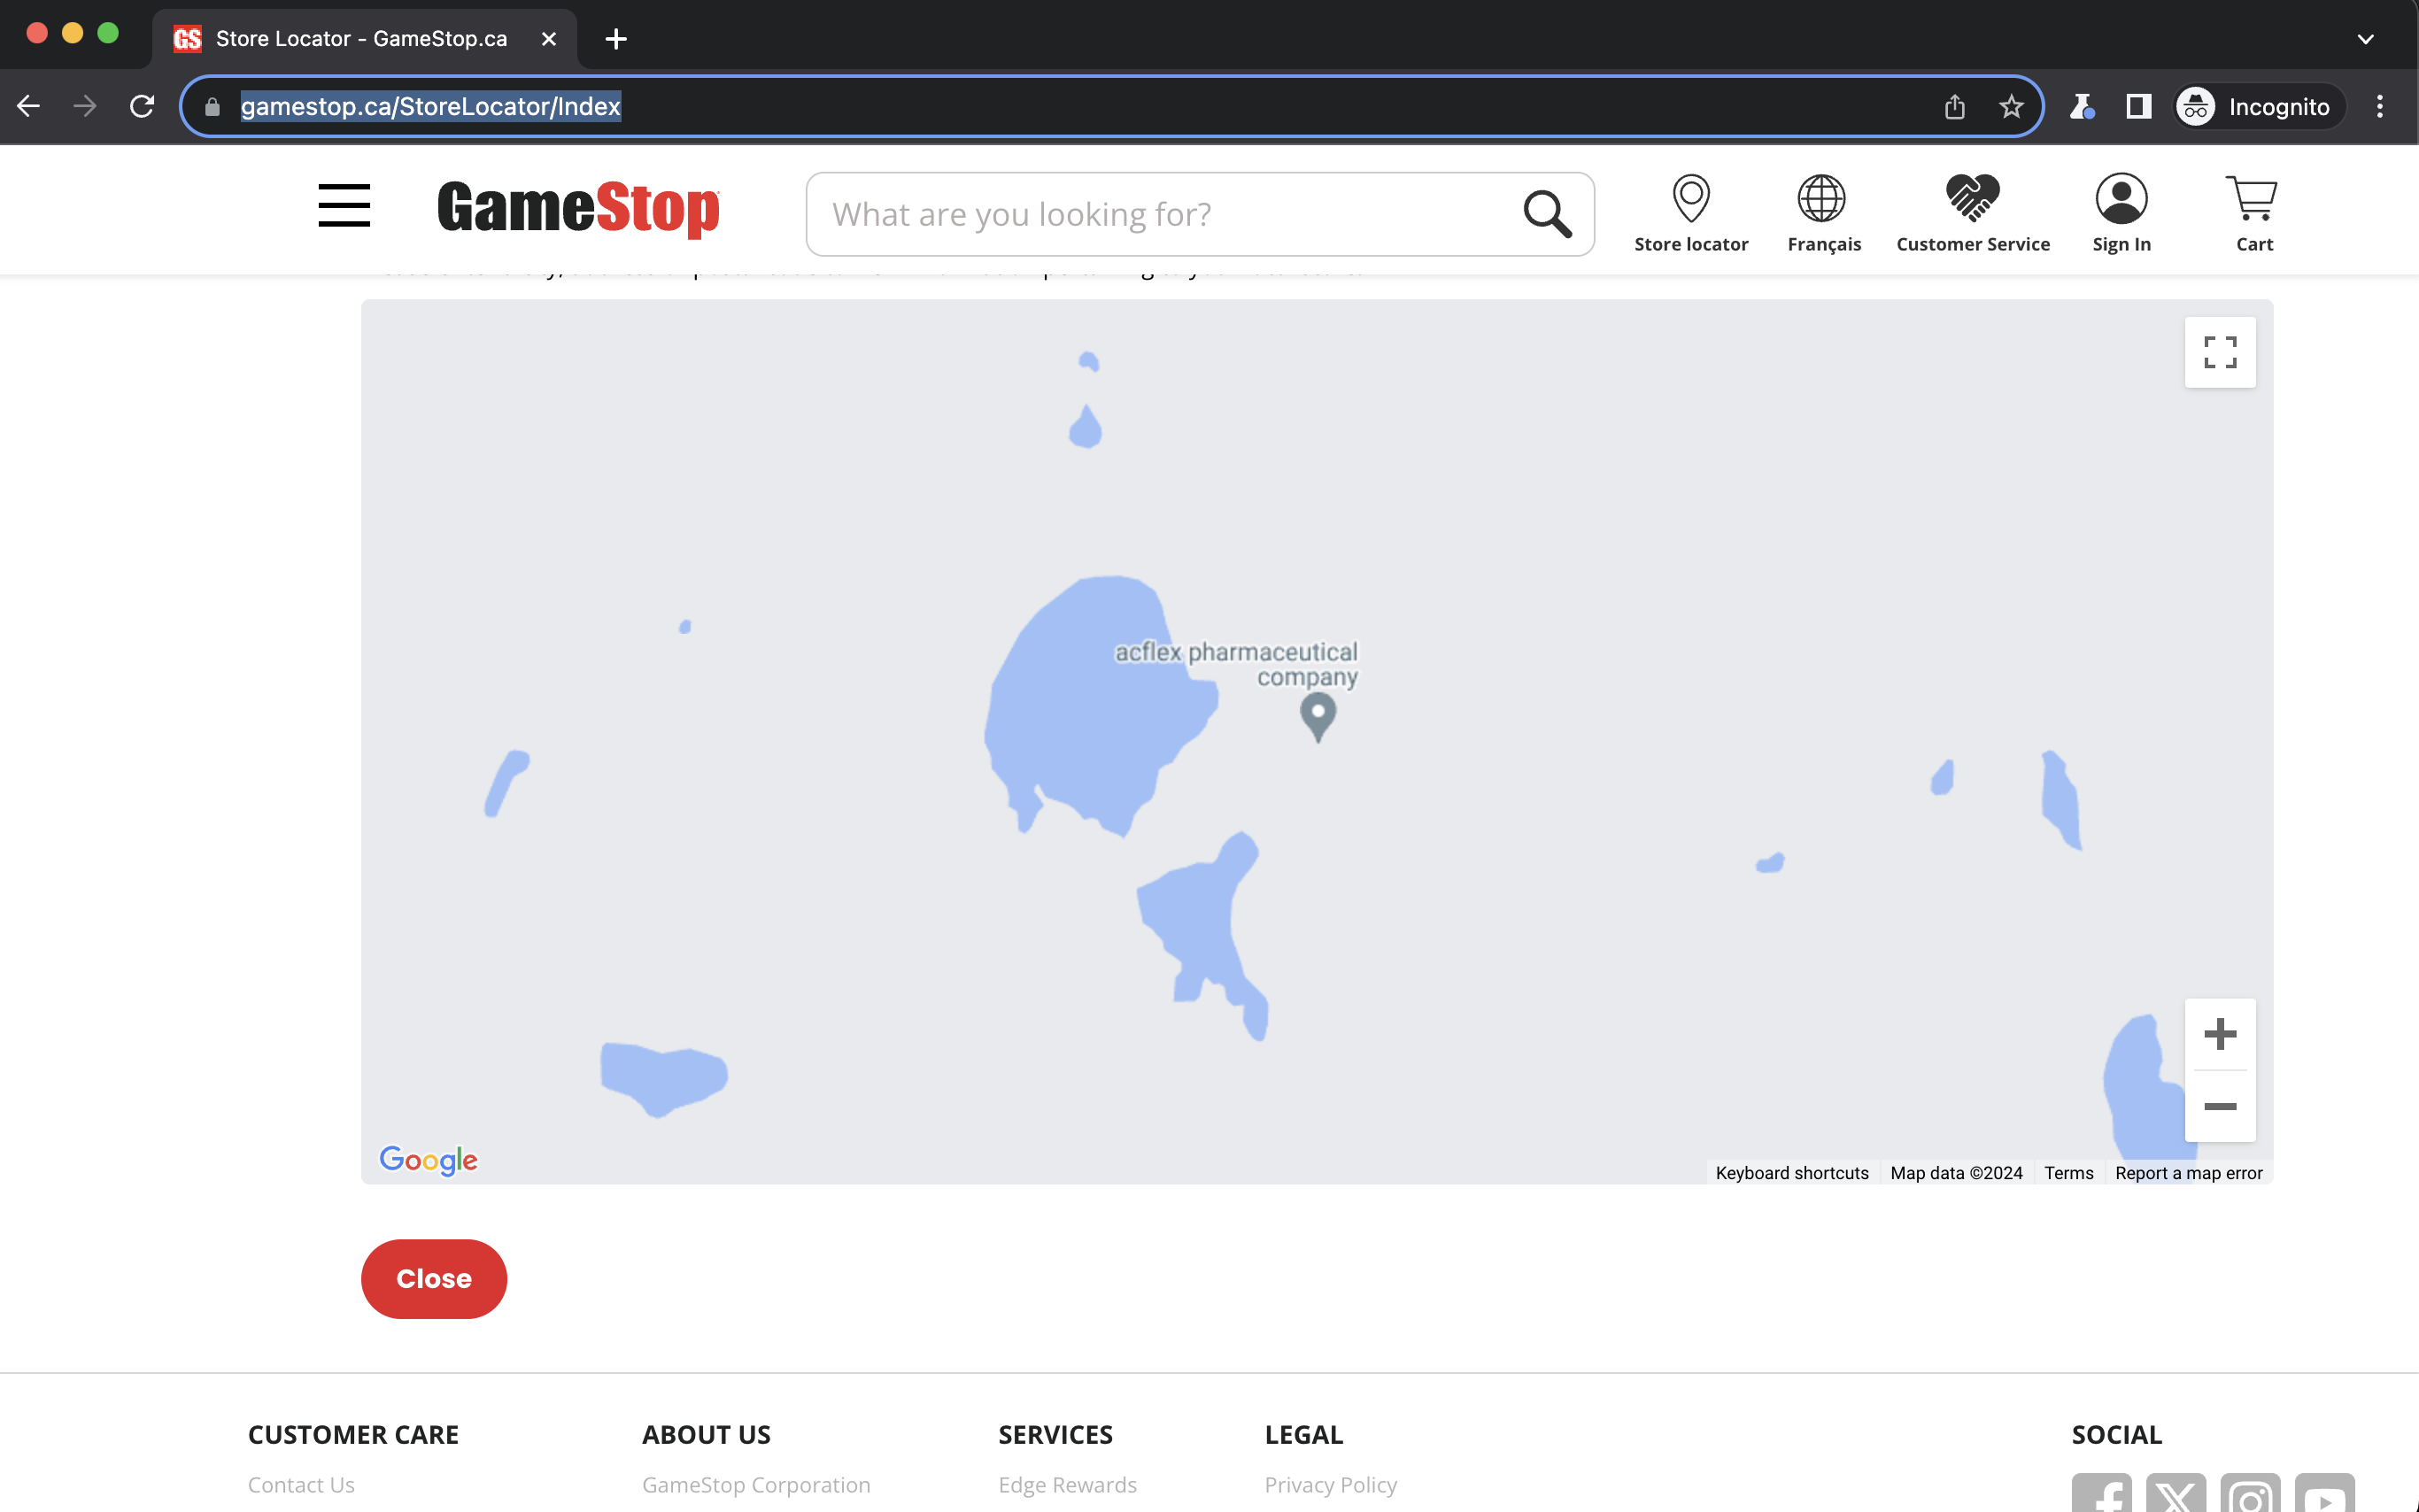 Store Locator - GameStop.ca
gamestop.ca/StoreLocator/Index
Incognito
GameStop
What are you looking for?
Store locator
Français
Customer Service
Sign In
Cart
acflex pharmaceutical
company
Google
Keyboard shortcuts
Map data ©2024
Terms
Report a map error
Close
CUSTOMER CARE
ABOUT US
SERVICES
LEGAL
SOCIAL
Contact Us
GameStop Corporation
Edge Rewards
Privacy Policy